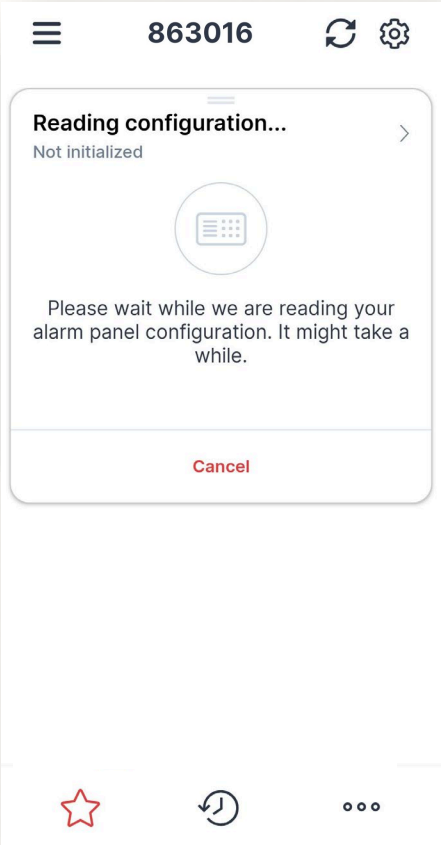 863016
Reading configuration...
Not initialized
Please wait while we are reading your
alarm panel configuration. It might take a
while.
Cancel